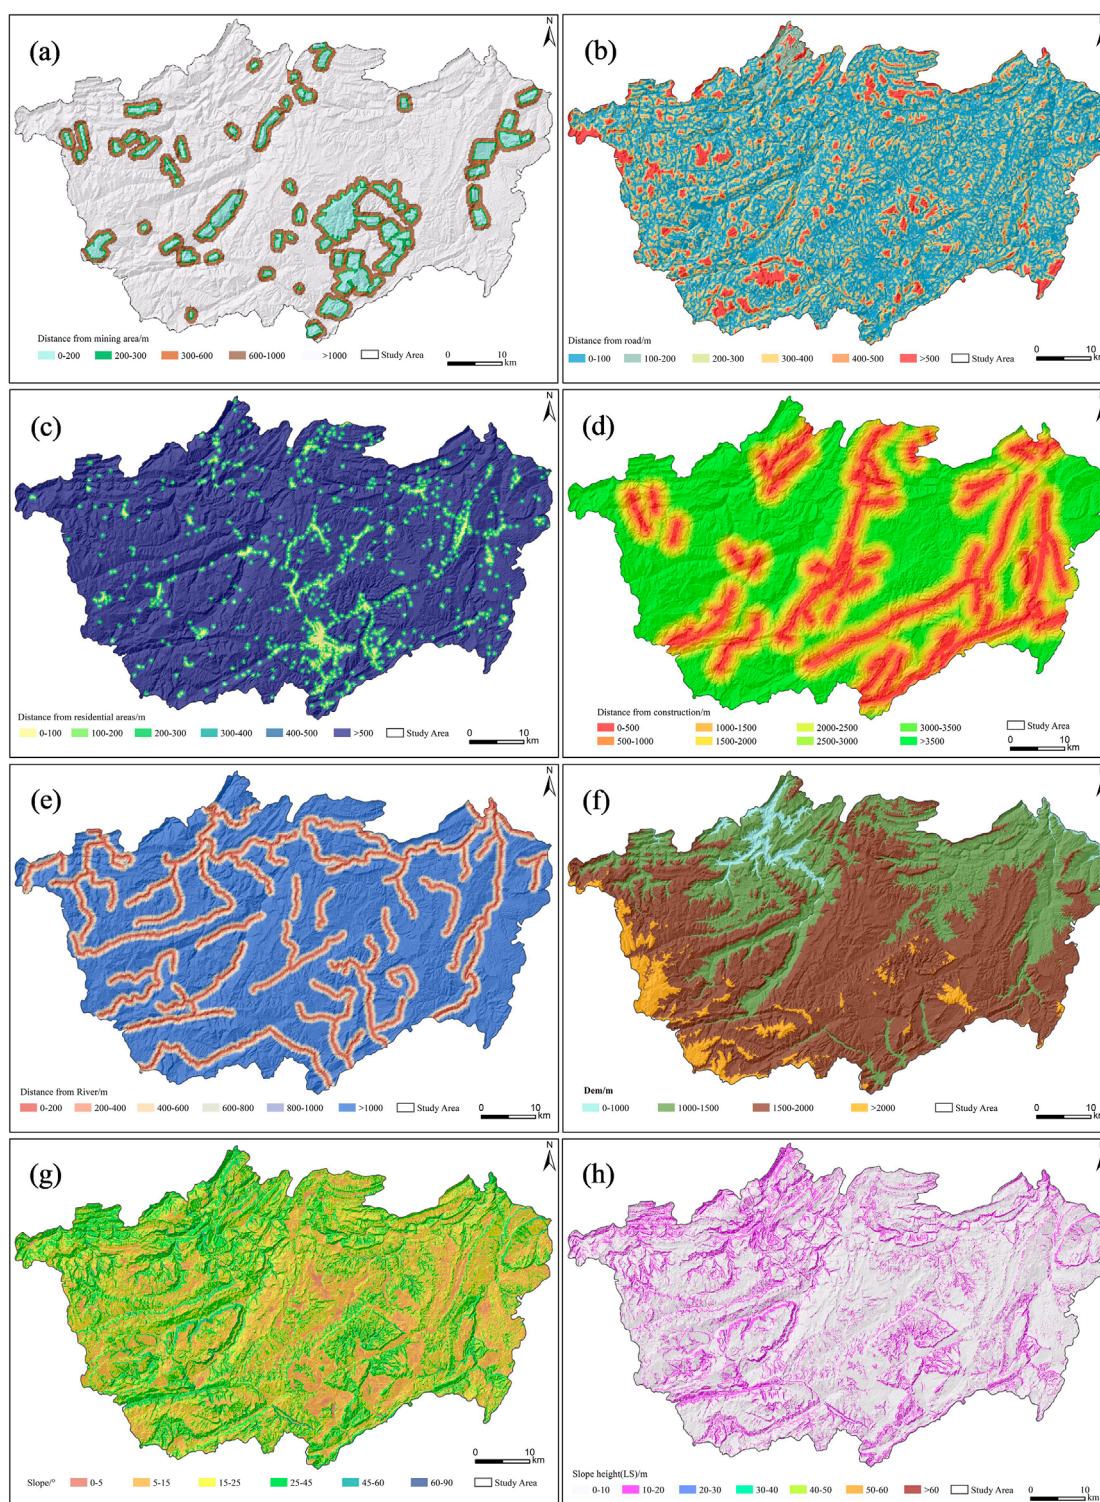 (a)
N
Distance from mining area/m
0-200 200-300 300-600 600-1000 >1000 Study Area 0 10 km
(b)
N
Distance from road/m
0-100 100-200 200-300 300-400 400-500 >500 Study Area 0 10 km
(c)
N
Distance from residential areas/m
0-100 100-200 200-300 300-400 400-500 >500 Study Area 0 10 km
(d)
N
Distance from construction/m
0-500 1000-1500 2000-2500 3000-3500 Study Area
500-1000 1500-2000 2500-3000 >3500 0 10 km
(e)
N
Distance from River/m
0-200 200-400 400-600 600-800 800-1000 >1000 Study Area 0 10 km
(f)
N
Dem/m
0-1000 1000-1500 1500-2000 >2000 Study Area 0 10 km
(g)
N
0 10 km
Slope/° 0-5 5-15 15-25 25-45 45-60 60-90 Study Area
(h)
N
Slope height(LS)/m
0-10 10-20 20-30 30-40 40-50 50-60 >60 Study Area 0 10 km